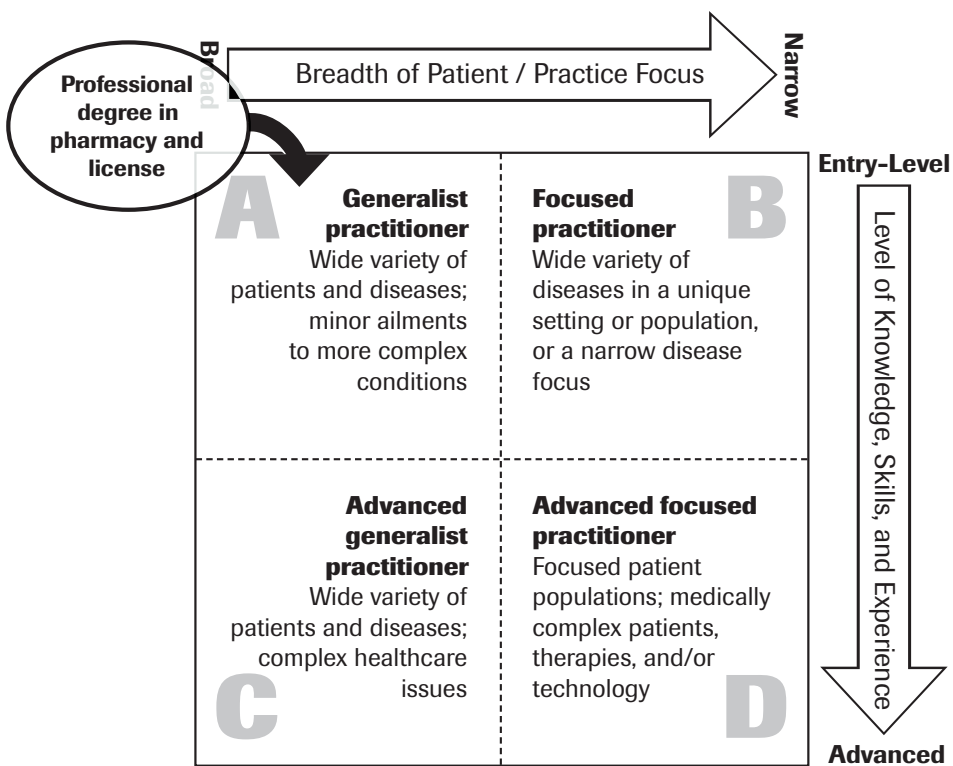 Broad
Breadth of Patient / Practice Focus
Narrow
Professional
degree in
pharmacy and
license
Entry-Level
Level of Knowledge, Skills, and Experience
Advanced
A
Generalist
practitioner
Wide variety of
patients and diseases;
minor ailments
to more complex
conditions
B
Focused
practitioner
Wide variety of
diseases in a unique
setting or population,
or a narrow disease
focus
C
Advanced
generalist
practitioner
Wide variety of
patients and diseases;
complex healthcare
issues
D
Advanced focused
practitioner
Focused patient
populations; medically
complex patients,
therapies, and/or
technology